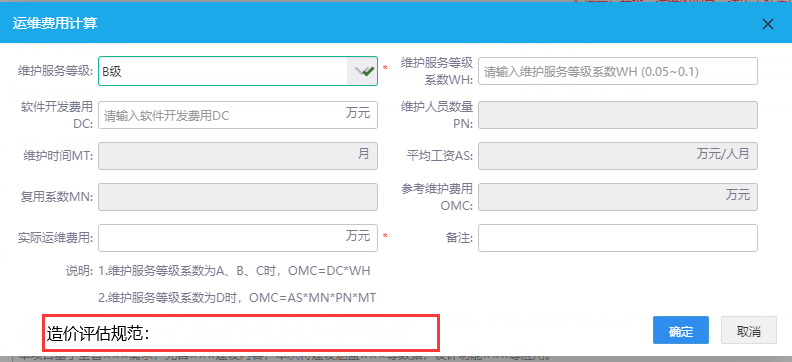 运维费用计算
维护服务等级: B级 *
维护服务等级系数WH: 请输入维护服务等级系数WH (0.05~0.1)
软件开发费用DC: 请输入软件开发费用DC 万元
维护人员数量PN:
维护时间MT: 月
平均工资AS: 万元/人月
复用系数MN:
参考维护费用OMC: 万元
实际运维费用: 万元 *
备注:
说明: 1.维护服务等级系数为A、B、C时，OMC=DC*WH
2.维护服务等级系数为D时，OMC=AS*MN*PN*MT
造价评估规范：
确定 取消